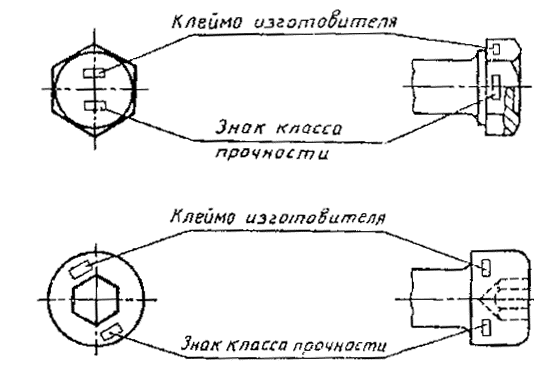 Клеймо изготовителя
Знак класса
прочности
Клеймо изготовителя
Знак класса прочности